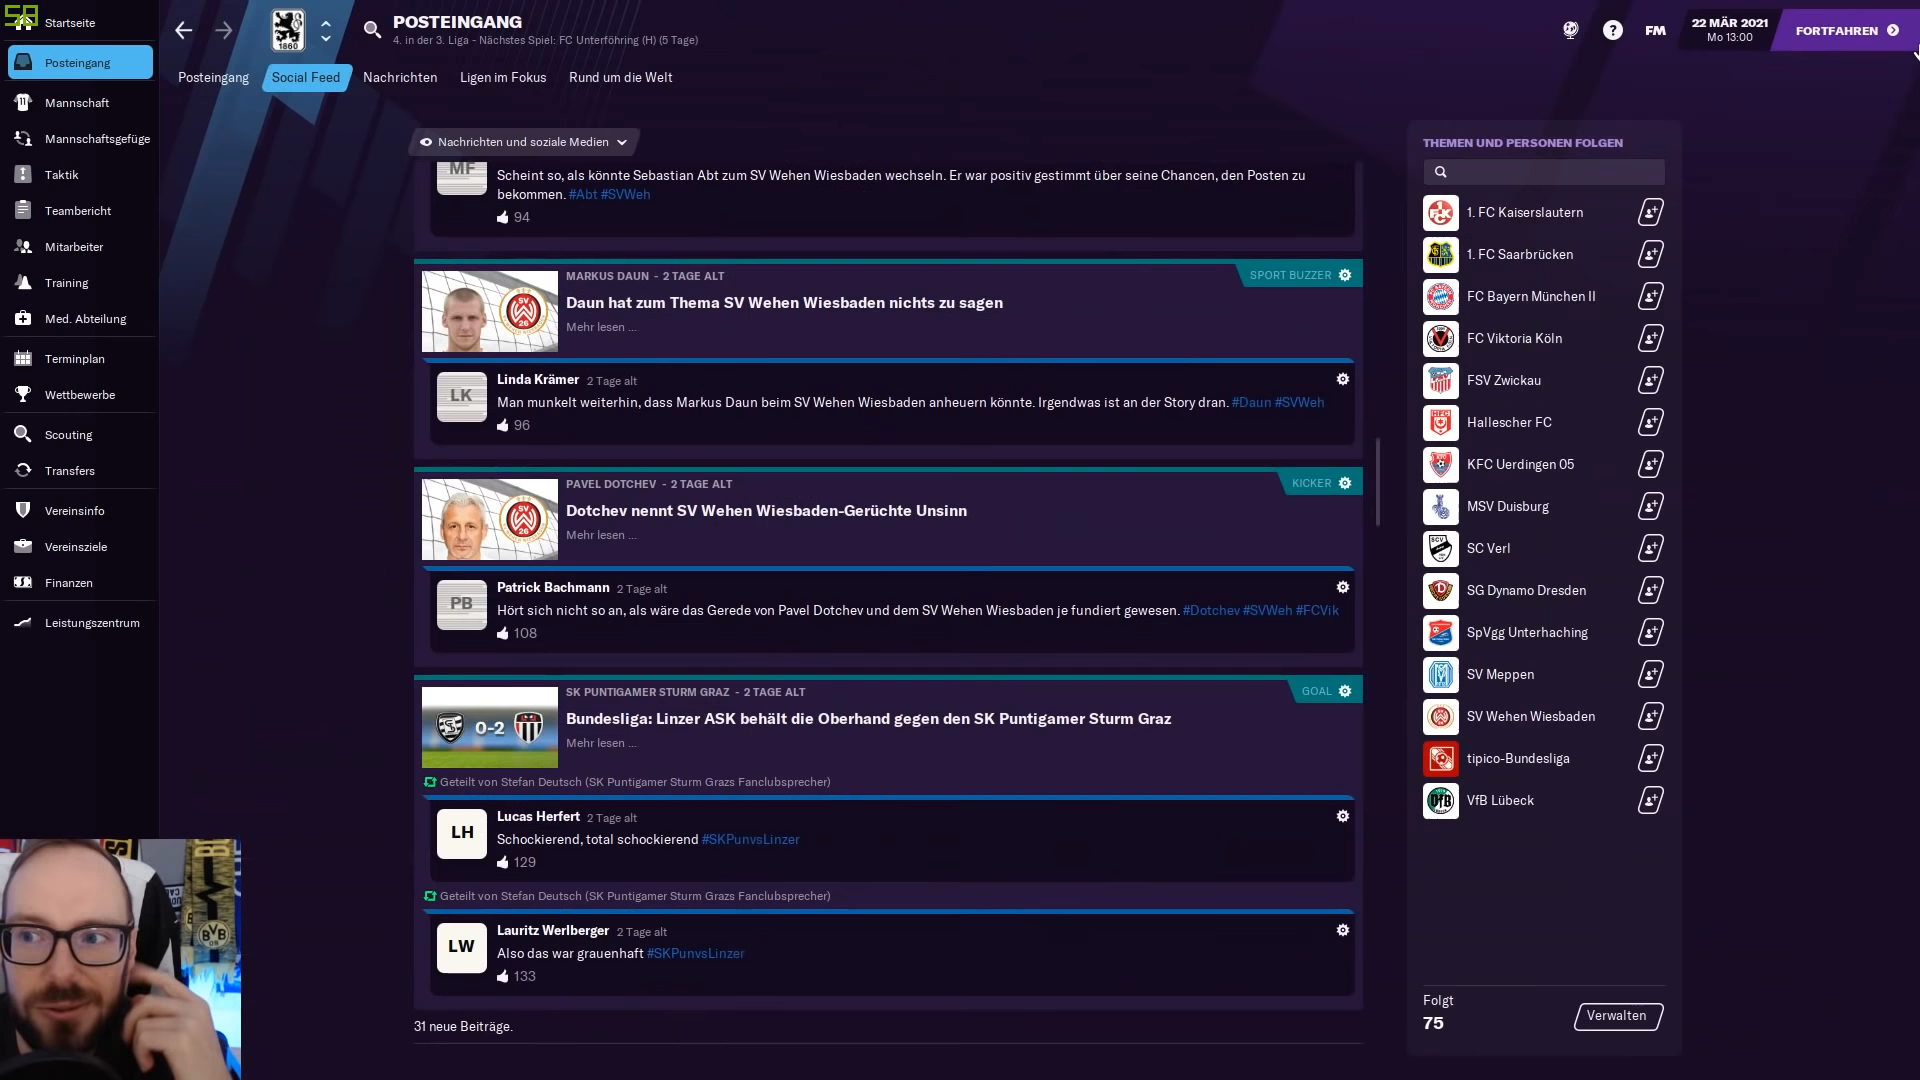 58
Startseite
Posteingang
Mannschaft
Mannschaftsgefüge
Taktik
Teambericht
Mitarbeiter
Training
Med. Abteilung
Terminplan
Wettbewerbe
Scouting
Transfers
Vereinsinfo
Vereinsziele
Finanzen
Leistungszentrum
1860
POSTEINGANG
4. in der 3. Liga - Nächstes Spiel: FC Unterföhring (H) (5 Tage)
FM
22 MÄR 2021
Mo 13:00
FORTFAHREN
Posteingang
Social Feed
Nachrichten
Ligen im Fokus
Rund um die Welt
Nachrichten und soziale Medien
MF
Scheint so, als könnte Sebastian Abt zum SV Wehen Wiesbaden wechseln. Er war positiv gestimmt über seine Chancen, den Posten zu
bekommen. #Abt #SVWeh
94
MARKUS DAUN - 2 TAGE ALT
SPORT BUZZER
Daun hat zum Thema SV Wehen Wiesbaden nichts zu sagen
Mehr lesen ...
LK
Linda Krämer 2 Tage alt
Man munkelt weiterhin, dass Markus Daun beim SV Wehen Wiesbaden anheuern könnte. Irgendwas ist an der Story dran. #Daun #SVWeh
96
PAVEL DOTCHEV - 2 TAGE ALT
KICKER
Dotchev nennt SV Wehen Wiesbaden-Gerüchte Unsinn
Mehr lesen ...
PB
Patrick Bachmann 2 Tage alt
Hört sich nicht so an, als wäre das Gerede von Pavel Dotchev und dem SV Wehen Wiesbaden je fundiert gewesen. #Dotchev #SVWeh #FCVik
108
SK PUNTIGAMER STURM GRAZ - 2 TAGE ALT
GOAL
0-2
Bundesliga: Linzer ASK behält die Oberhand gegen den SK Puntigamer Sturm Graz
Mehr lesen ...
Geteilt von Stefan Deutsch (SK Puntigamer Sturm Grazs Fanclubsprecher)
LH
Lucas Herfert 2 Tage alt
Schockierend, total schockierend #SKPunvsLinzer
129
Geteilt von Stefan Deutsch (SK Puntigamer Sturm Grazs Fanclubsprecher)
LW
Lauritz Werlberger 2 Tage alt
Also das war grauenhaft #SKPunvsLinzer
133
31 neue Beiträge.
THEMEN UND PERSONEN FOLGEN
1. FC Kaiserslautern
1. FC Saarbrücken
FC Bayern München II
FC Viktoria Köln
FSV Zwickau
Hallescher FC
KFC Uerdingen 05
MSV Duisburg
SC Verl
SG Dynamo Dresden
SpVgg Unterhaching
SV Meppen
SV Wehen Wiesbaden
tipico-Bundesliga
VfB Lübeck
Folgt
75
Verwalten
BVB
09